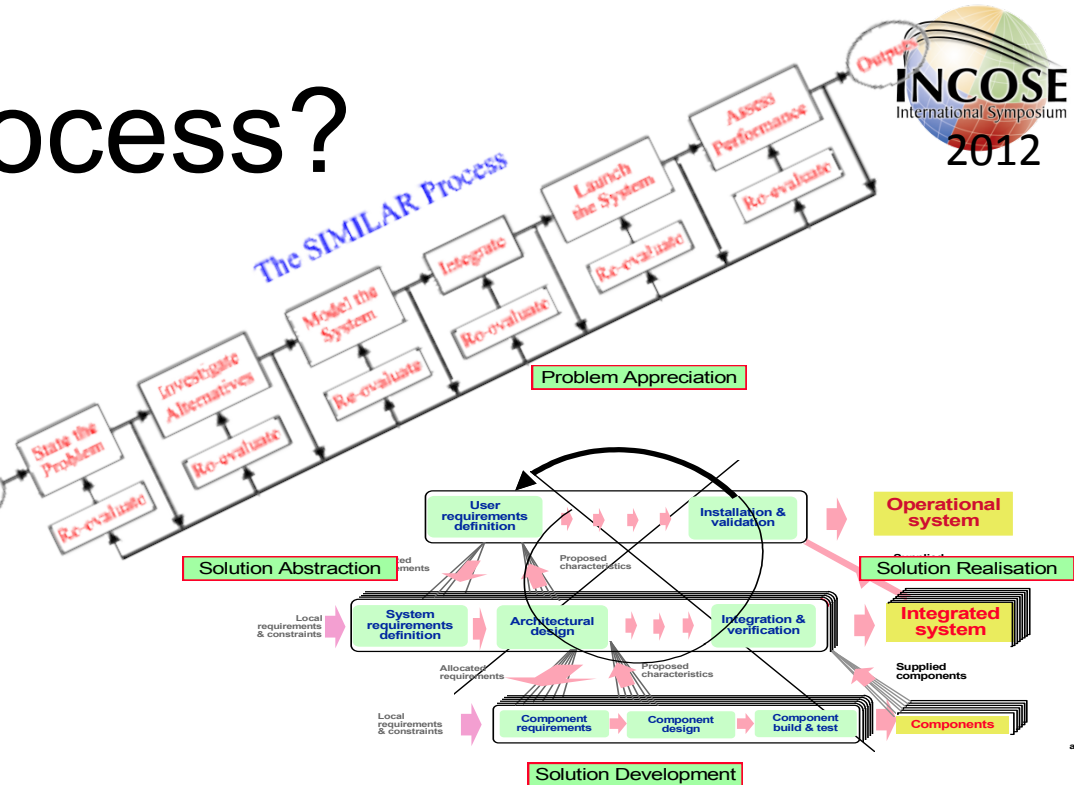 ocess?
INCOSE
International Symposium
2012
The SIMILAR Process
State the
Problem
Re-evaluate
Investigate
Alternatives
Re-evaluate
Model the
System
Re-evaluate
Integrate
Re-evaluate
Launch
the System
Re-evaluate
Assess
Performance
Re-evaluate
Outputs
Problem Appreciation
User
requirements
definition
Installation &
validation
Operational
system
Solution Abstraction
Proposed
characteristics
Solution Realisation
Local
requirements
& constraints
System
requirements
definition
Architectural
design
Integration &
verification
Integrated
system
Allocated
requirements
Proposed
characteristics
Supplied
components
Local
requirements
& constraints
Component
requirements
Component
design
Component
build & test
Components
Solution Development